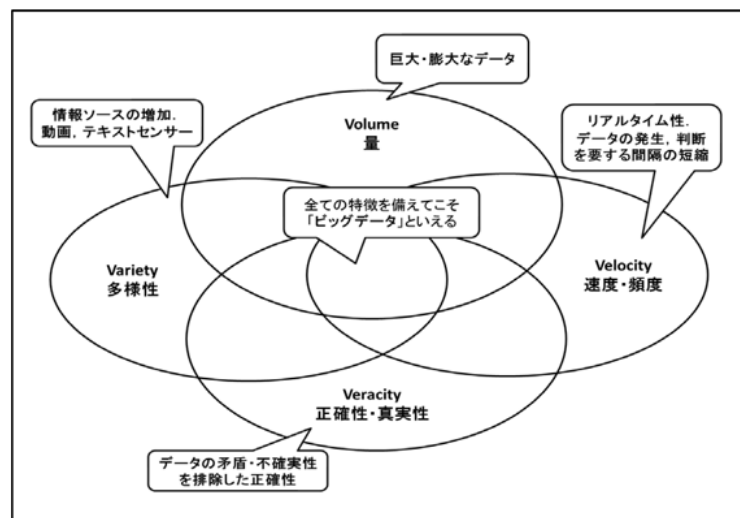 巨大・膨大なデータ
情報ソースの増加．
動画，テキストセンサー
Volume
量
リアルタイム性．
データの発生，判断
を要する間隔の短縮
全ての特徴を備えてこそ
「ビッグデータ」といえる
Variety
多様性
Velocity
速度・頻度
Veracity
正確性・真実性
データの矛盾・不確実性
を排除した正確性